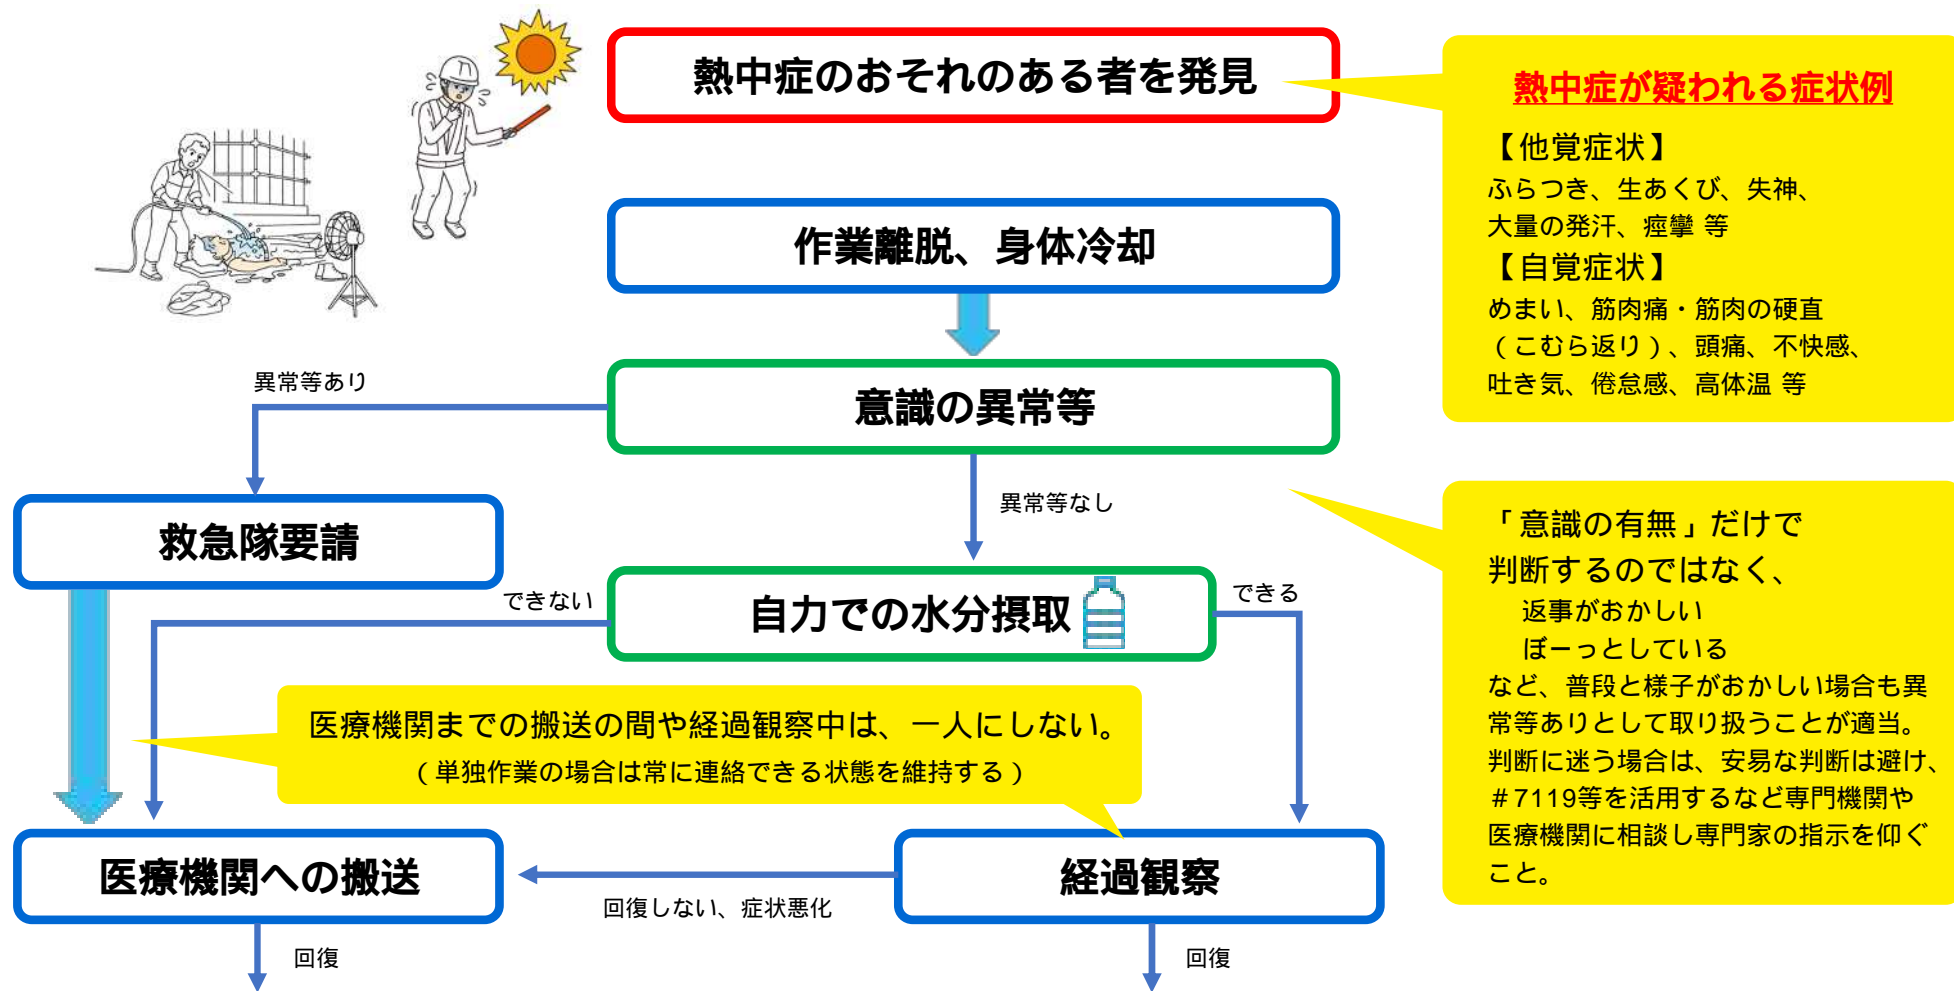 熱中症のおそれのある者を発見
熱中症が疑われる症状例
【他覚症状】
ふらつき、生あくび、失神、
大量の発汗、痙攣 等
【自覚症状】
めまい、筋肉痛・筋肉の硬直
（こむら返り）、頭痛、不快感、
吐き気、倦怠感、高体温 等
作業離脱、身体冷却
異常等あり
意識の異常等
異常等なし
救急隊要請
「意識の有無」だけで
判断するのではなく、
返事がおかしい
ぼーっとしている
など、普段と様子がおかしい場合も異
常等ありとして取り扱うことが適当。
判断に迷う場合は、安易な判断は避け、
＃7119等を活用するなど専門機関や
医療機関に相談し専門家の指示を仰ぐ
こと。
できない
自力での水分摂取
できる
医療機関までの搬送の間や経過観察中は、一人にしない。
（単独作業の場合は常に連絡できる状態を維持する）
医療機関への搬送
回復しない、症状悪化
経過観察
回復
回復